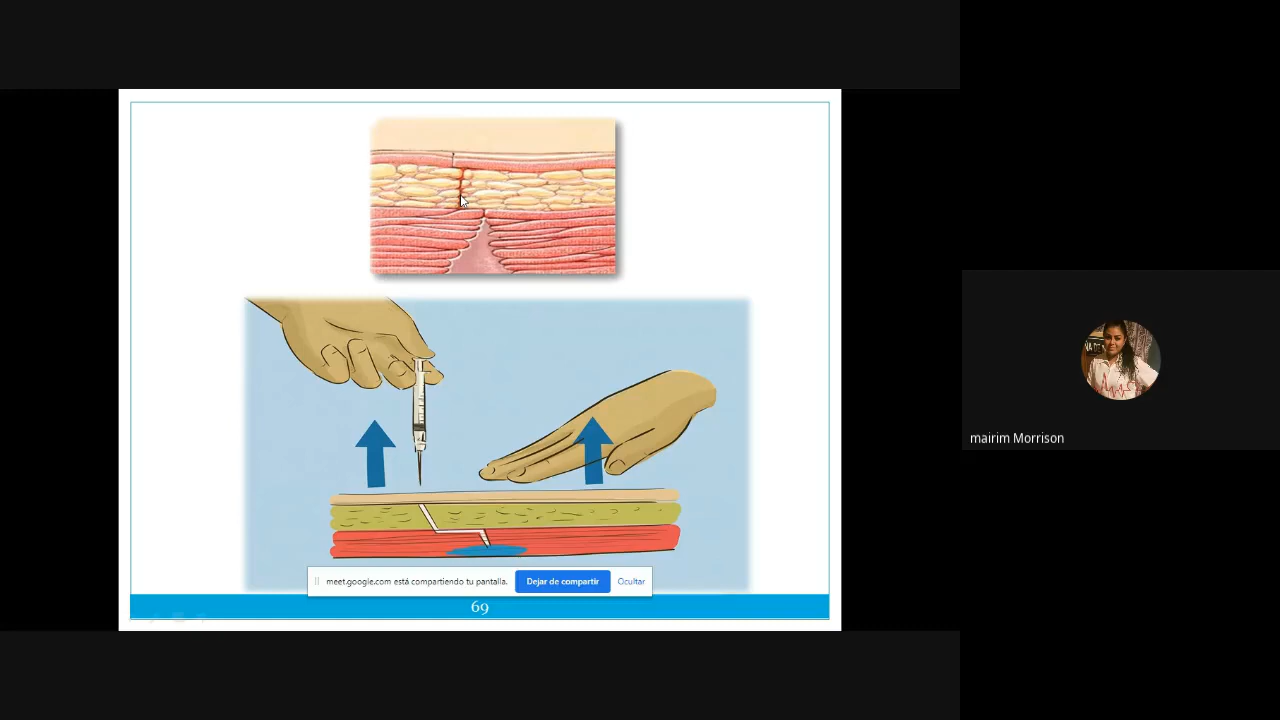 meet.google.com está compartiendo tu pantalla.
Dejar de compartir
Ocultar
69
mairim Morrison